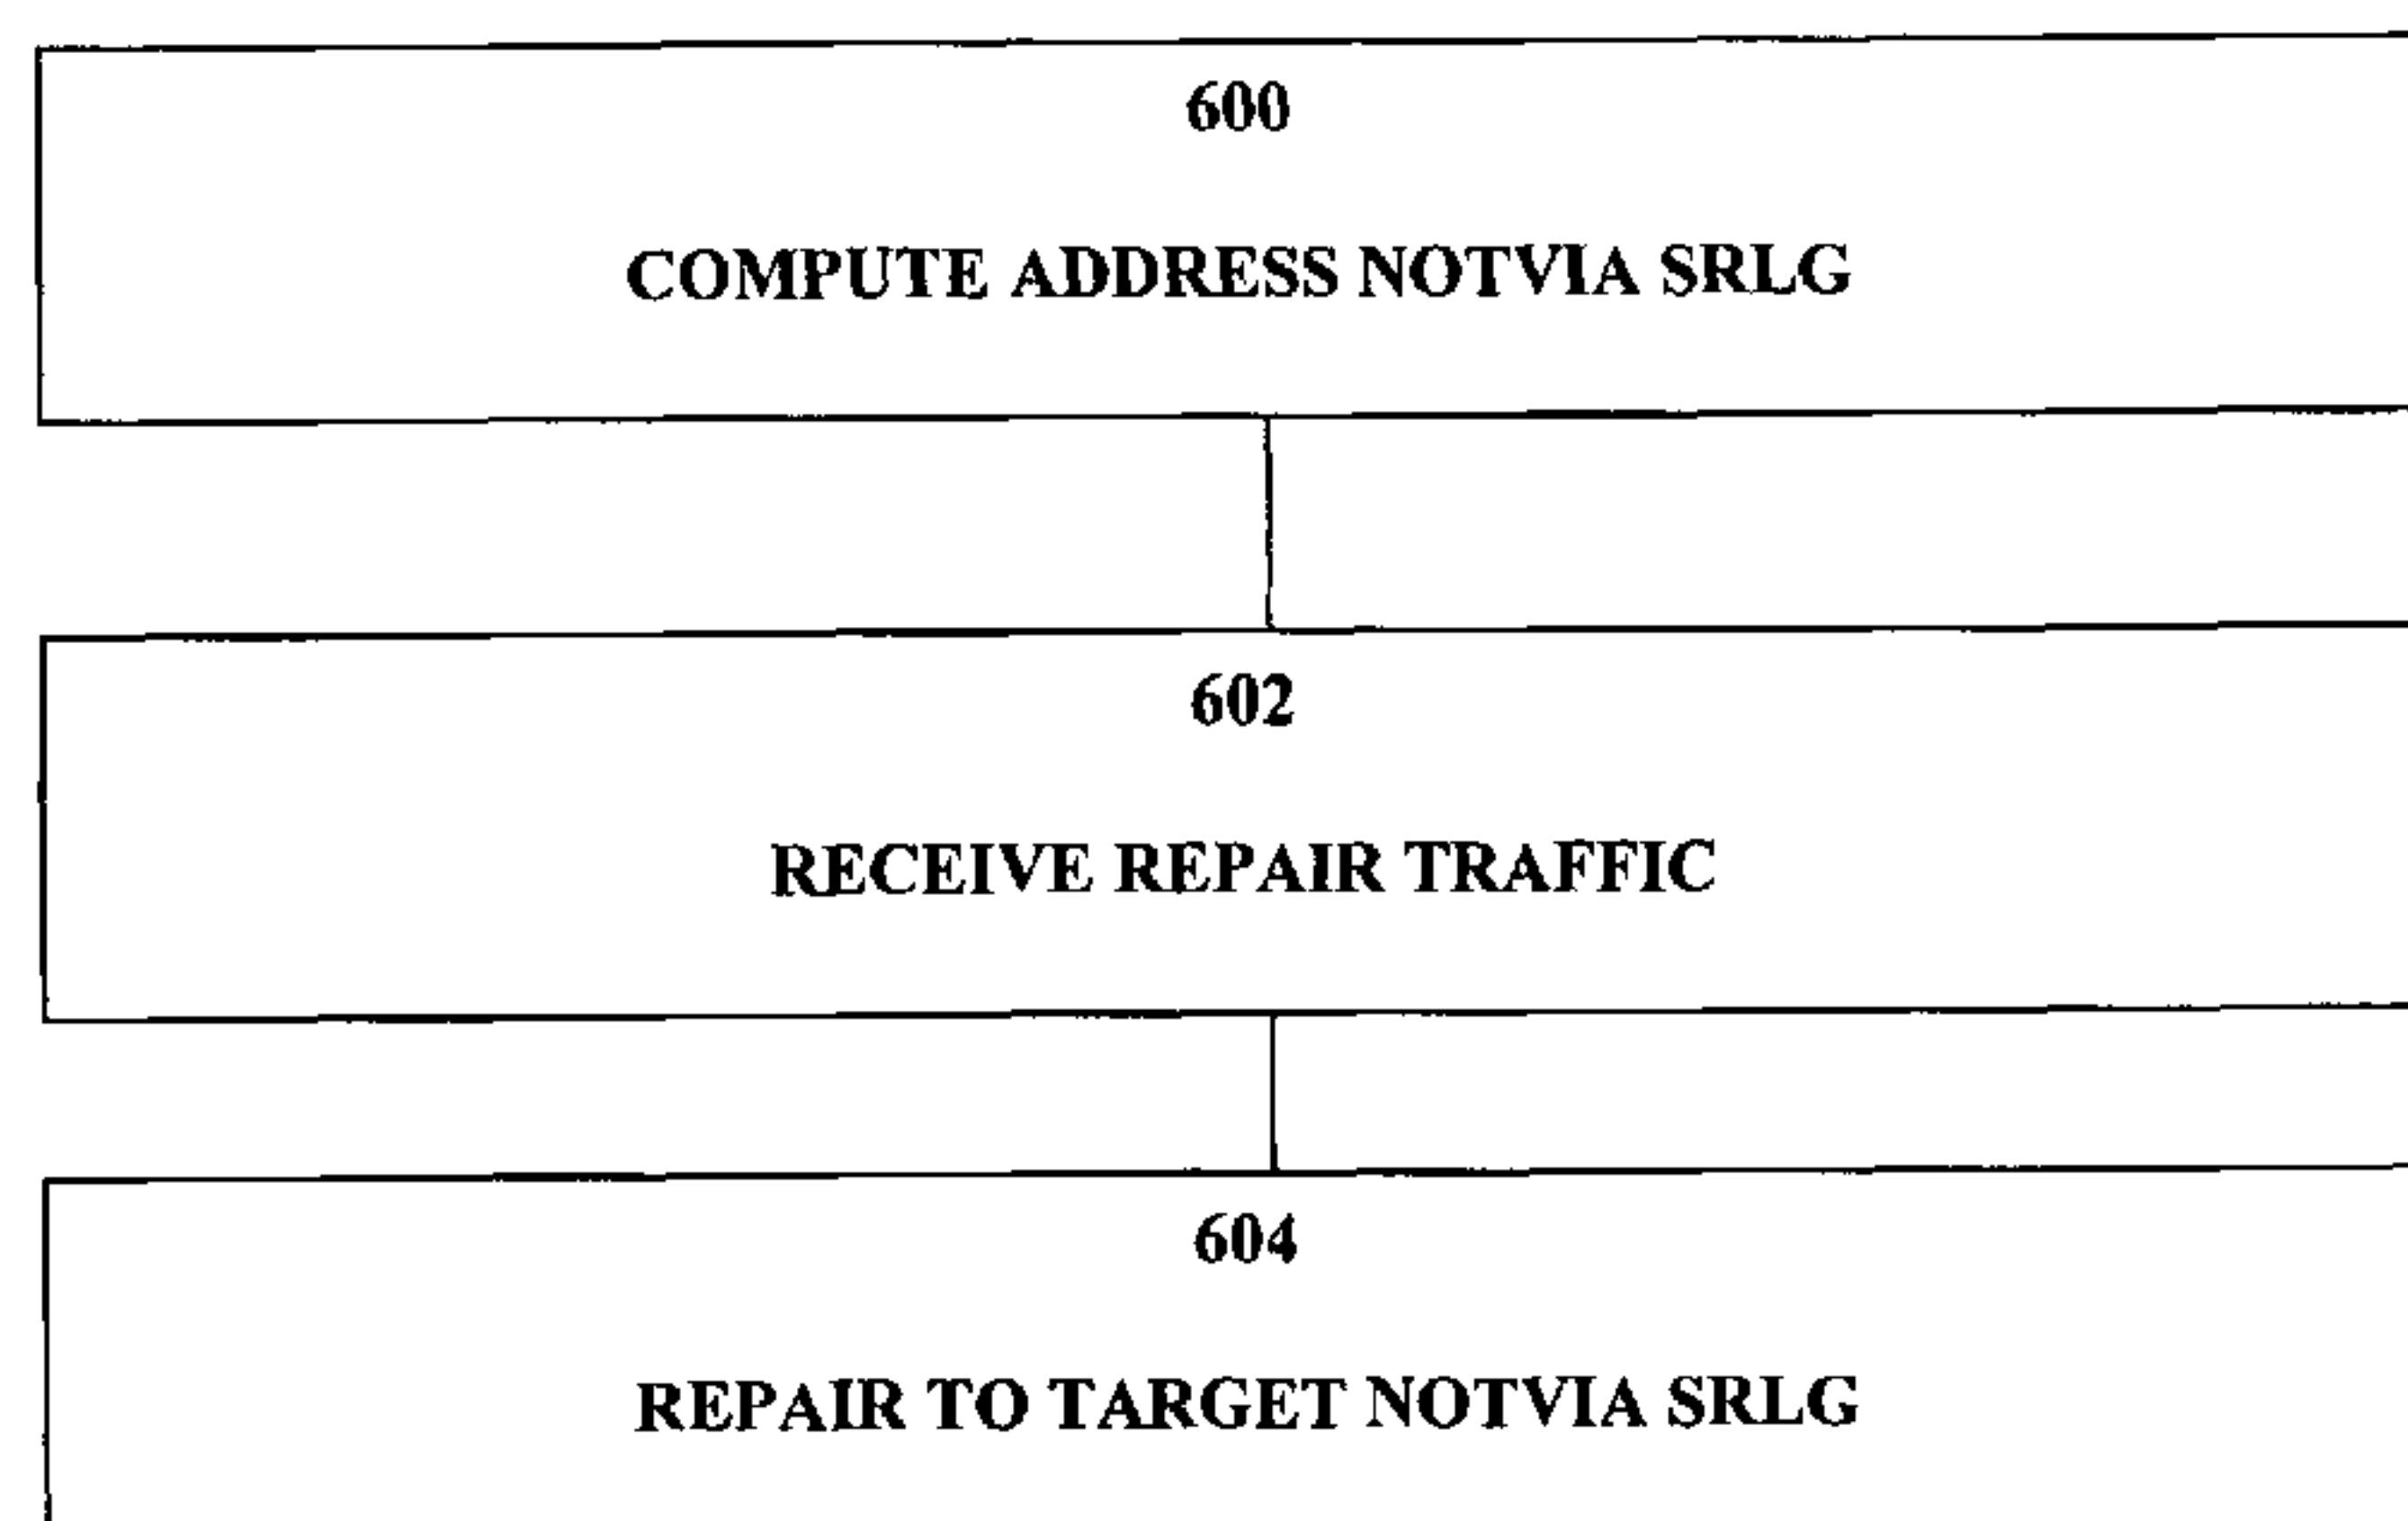 600
COMPUTE ADDRESS NOTVIA SRLG
602
RECEIVE REPAIR TRAFFIC
604
REPAIR TO TARGET NOTVIA SRLG